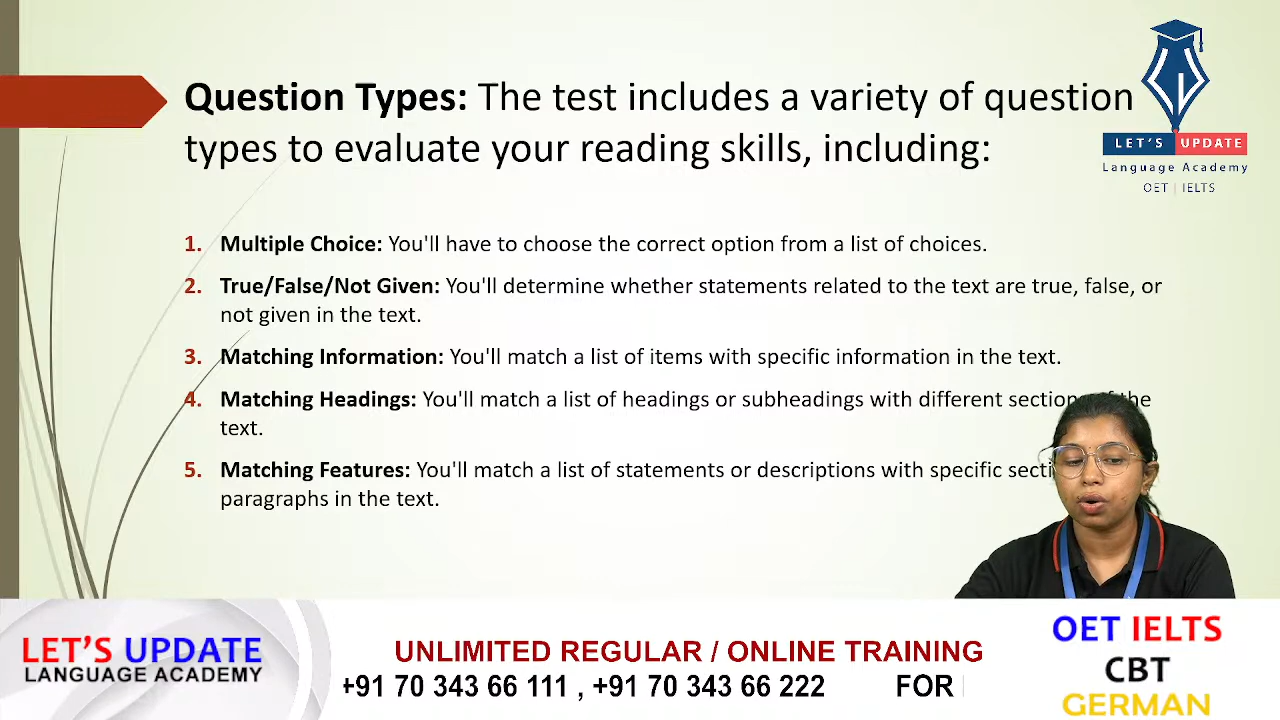 Question Types: The test includes a variety of question
types to evaluate your reading skills, including:
LET'S UPDATE
Language Academy
OET | IELTS
1. Multiple Choice: You'll have to choose the correct option from a list of choices.
2. True/False/Not Given: You'll determine whether statements related to the text are true, false, or
not given in the text.
3. Matching Information: You'll match a list of items with specific information in the text.
4. Matching Headings: You'll match a list of headings or subheadings with different section of the
text.
5. Matching Features: You'll match a list of statements or descriptions with specific
paragraphs in the text.
LET'S UPDATE
LANGUAGE ACADEMY
UNLIMITED REGULAR / ONLINE TRAINING
+91 70 343 66 111 , +91 70 343 66 222 FOR
OET IELTS
CBT
GERMAN